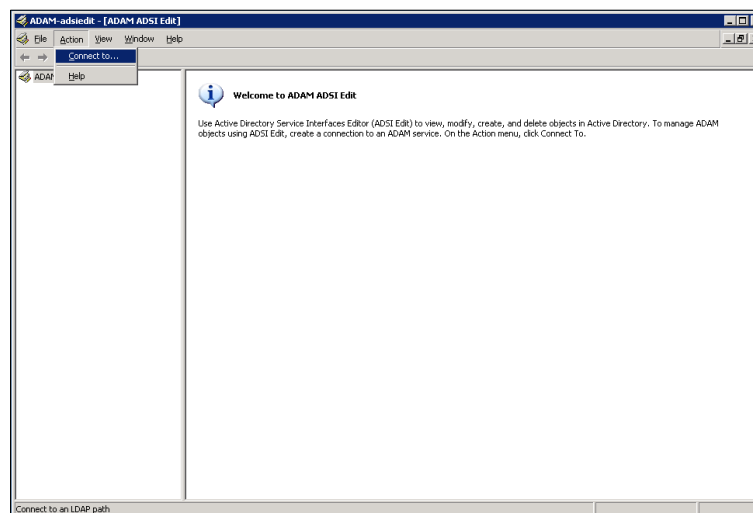 ADAM-adsiedit - [ADAM ADSI Edit]
File Action View Window Help
Connect to...
ADAM
Help
Welcome to ADAM ADSI Edit
Use Active Directory Service Interfaces Editor (ADSI Edit) to view, modify, create, and delete objects in Active Directory. To manage ADAM
objects using ADSI Edit, create a connection to an ADAM service. On the Action menu, click Connect To.
Connect to an LDAP path